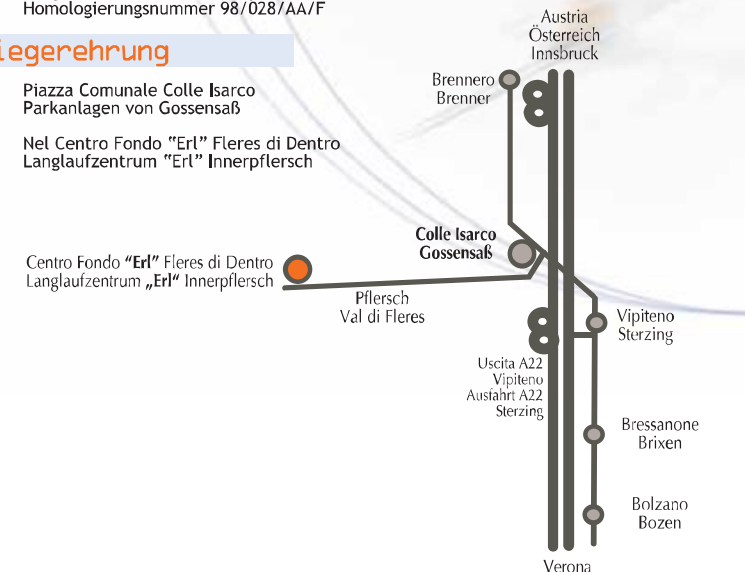 Homologierungsnummer 98/028/AA/F
iegerehrung
Piazza Comunale Colle Isarco
Parkanlagen von Gossensaß
Nel Centro Fondo “Erl” Fleres di Dentro
Langlaufzentrum “Erl” Innerpflersch
Austria
Österreich
Innsbruck
Brennero
Brenner
Colle Isarco
Gossensaß
Centro Fondo “Erl” Fleres di Dentro
Langlaufzentrum „Erl“ Innerpflersch
Pflersch
Val di Fleres
Vipiteno
Sterzing
Uscita A22
Vipiteno
Ausfahrt A22
Sterzing
Bressanone
Brixen
Bolzano
Bozen
Verona